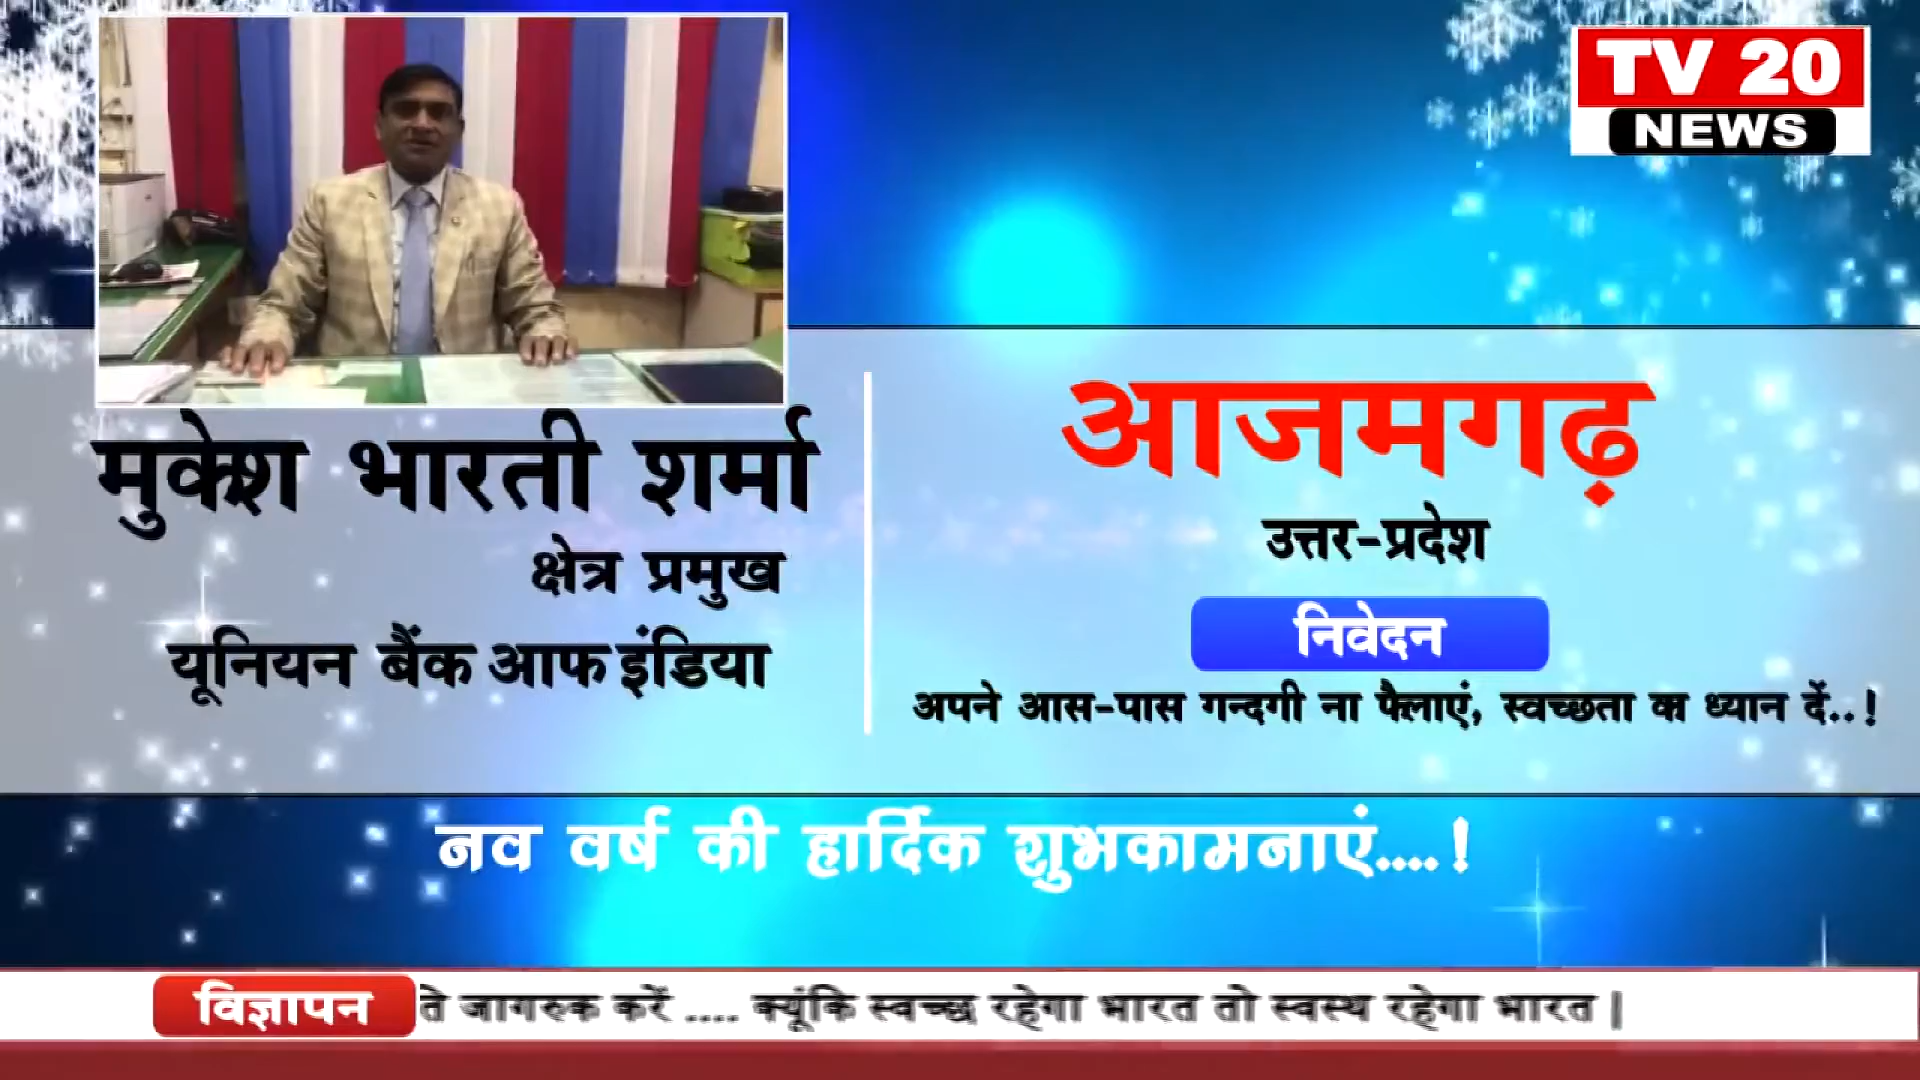 TV 20
NEWS
मुकेश भारती शर्मा
क्षेत्र प्रमुख
यूनियन बैंक आफ इंडिया
आजमगढ़
उत्तर-प्रदेश
निवेदन
अपने आस-पास गन्दगी ना फैलाएं, स्वच्छता का ध्यान दें..!
नव वर्ष की हार्दिक शुभकामनाएं....!
विज्ञापन
ते जागरुक करें .... क्यूंकि स्वच्छ रहेगा भारत तो स्वस्थ रहेगा भारत |